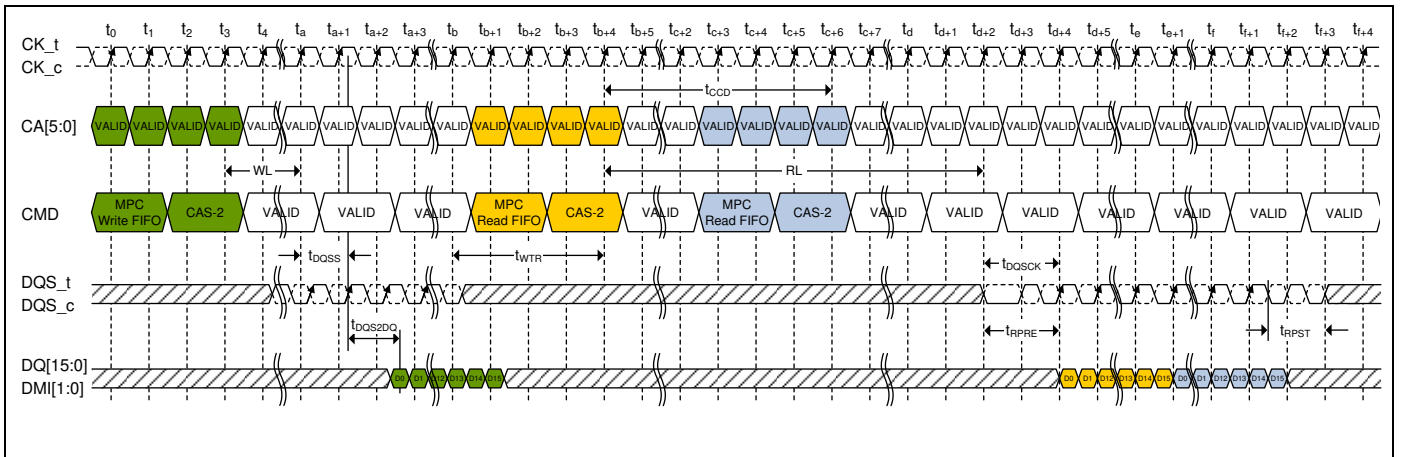 t0 t1 t2 t3 t4 ta ta+1 ta+2 ta+3 tb tb+1 tb+2 tb+3 tb+4 tb+5 tc+2 tc+3 tc+4 tc+5 tc+6 tc+7 td td+1 td+2 td+3 td+4 td+5 te te+1 tf tf+1 tf+2 tf+3 tf+4
CK_t
CK_c
tCCD
CA[5:0] VALID VALID VALID VALID VALID VALID VALID VALID VALID VALID VALID VALID VALID VALID VALID VALID VALID VALID VALID VALID VALID VALID VALID VALID VALID VALID VALID VALID VALID VALID VALID VALID VALID VALID
WL RL
CMD MPC Write FIFO CAS-2 VALID VALID VALID MPC Read FIFO CAS-2 VALID MPC Read FIFO CAS-2 VALID VALID VALID VALID VALID VALID VALID
tDQSS tWTR tDQSCK
DQS_t
DQS_c
tDQS2DQ tRPRE tRPST
DQ[15:0]
DMI[1:0]
D0 D1 D12 D13 D14 D15 D0 D1 D12 D13 D14 D15 D0 D1 D12 D13 D14 D15